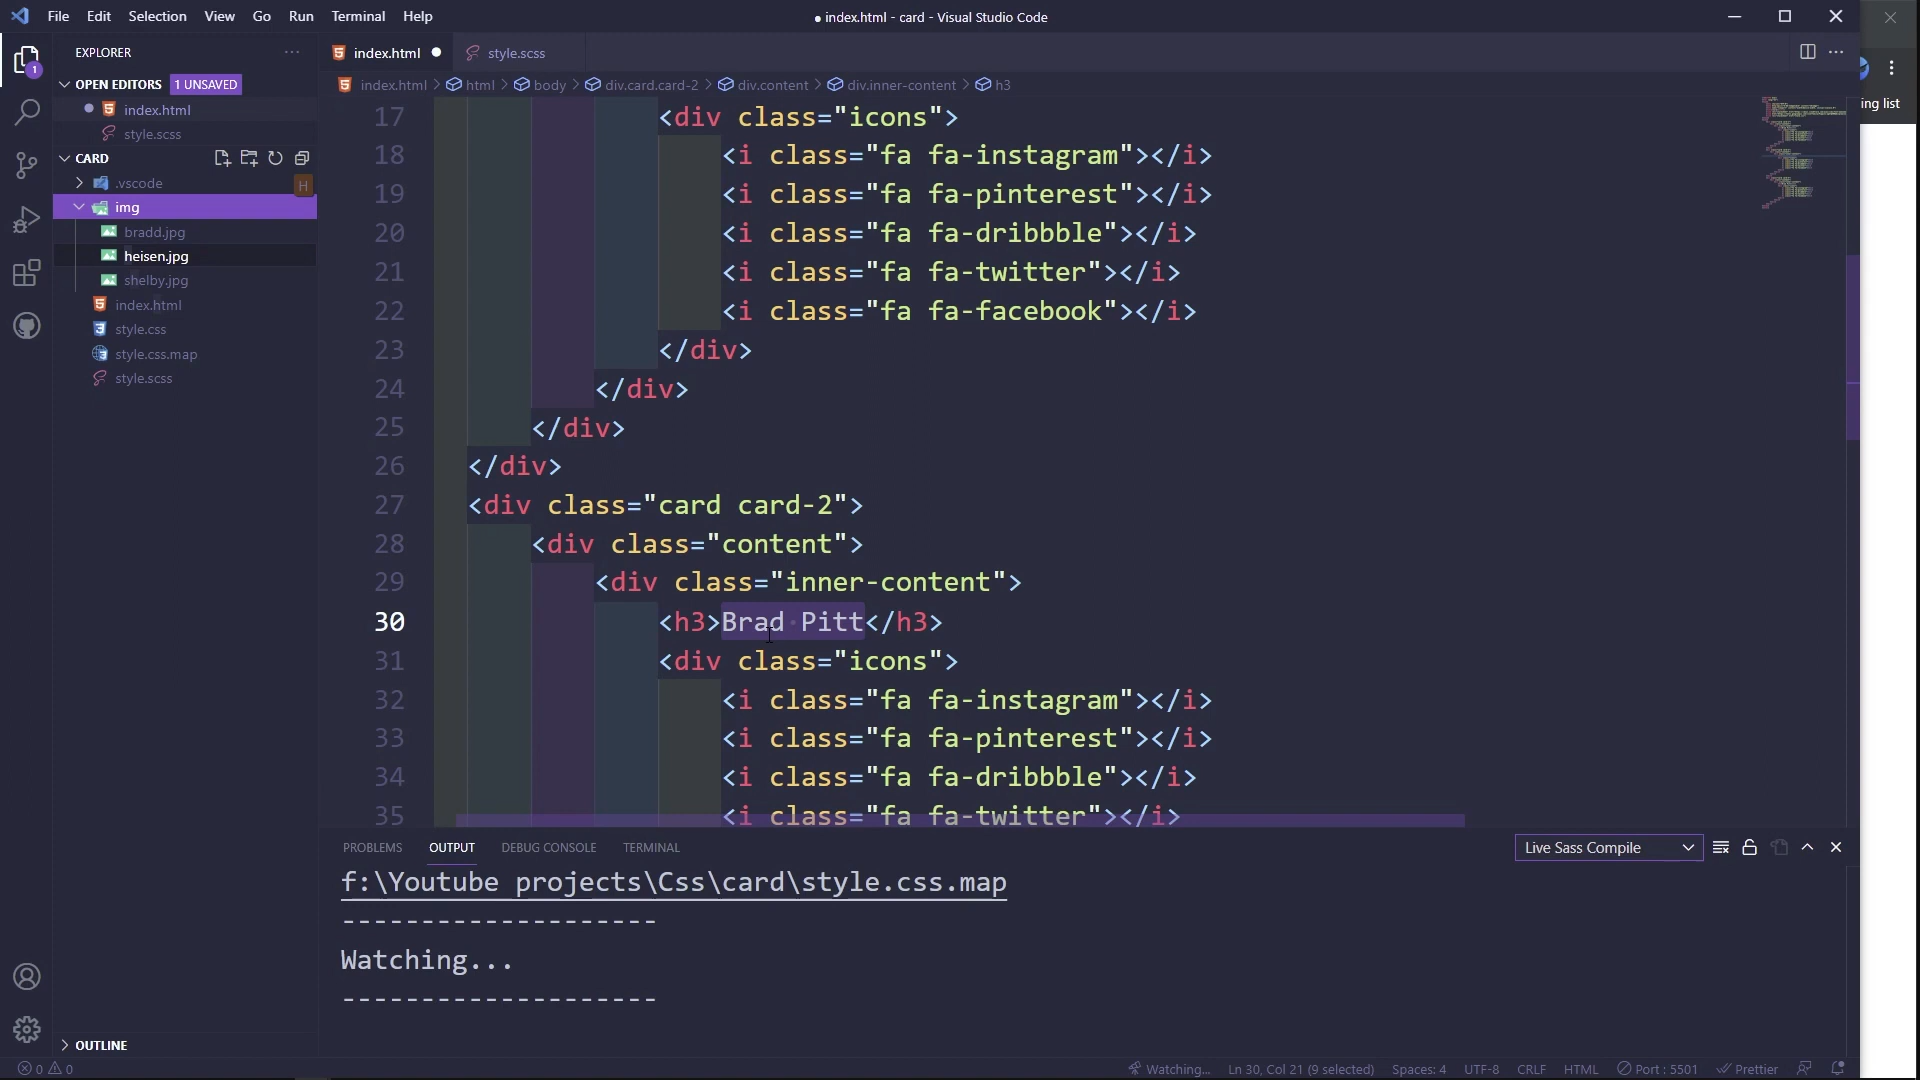 File Edit Selection View Go Run Terminal Help
● index.html - card - Visual Studio Code
EXPLORER
index.html
style.scss
OPEN EDITORS 1 UNSAVED
index.html > html > body > div.card.card-2 > div.content > div.inner-content > h3
index.html
style.scss
CARD
.vscode
H
img
bradd.jpg
heisen.jpg
shelby.jpg
index.html
style.css
style.css.map
style.scss
1
ing list
17 <div class="icons">
18 <i class="fa fa-instagram"></i>
19 <i class="fa fa-pinterest"></i>
20 <i class="fa fa-dribbble"></i>
21 <i class="fa fa-twitter"></i>
22 <i class="fa fa-facebook"></i>
23 </div>
24 </div>
25 </div>
26 </div>
27 <div class="card card-2">
28 <div class="content">
29 <div class="inner-content">
30 <h3>Brad Pitt</h3>
31 <div class="icons">
32 <i class="fa fa-instagram"></i>
33 <i class="fa fa-pinterest"></i>
34 <i class="fa fa-dribbble"></i>
35 <i class="fa fa-twitter"></i>
PROBLEMS OUTPUT DEBUG CONSOLE TERMINAL
Live Sass Compile
f:\Youtube projects\Css\card\style.css.map
--------------------
Watching...
--------------------
OUTLINE
0 0
Watching... Ln 30, Col 21 (9 selected) Spaces: 4 UTF-8 CRLF HTML Port : 5501 Prettier